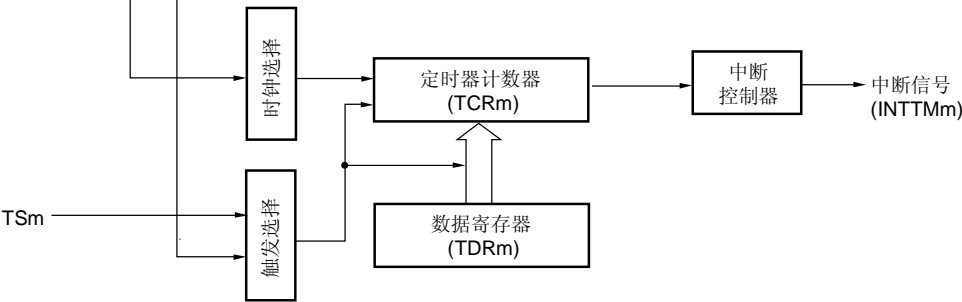 时钟选择
定时器计数器
(TCRm)
中断
控制器
中断信号
(INTTMm)
TSm
触发选择
数据寄存器
(TDRm)